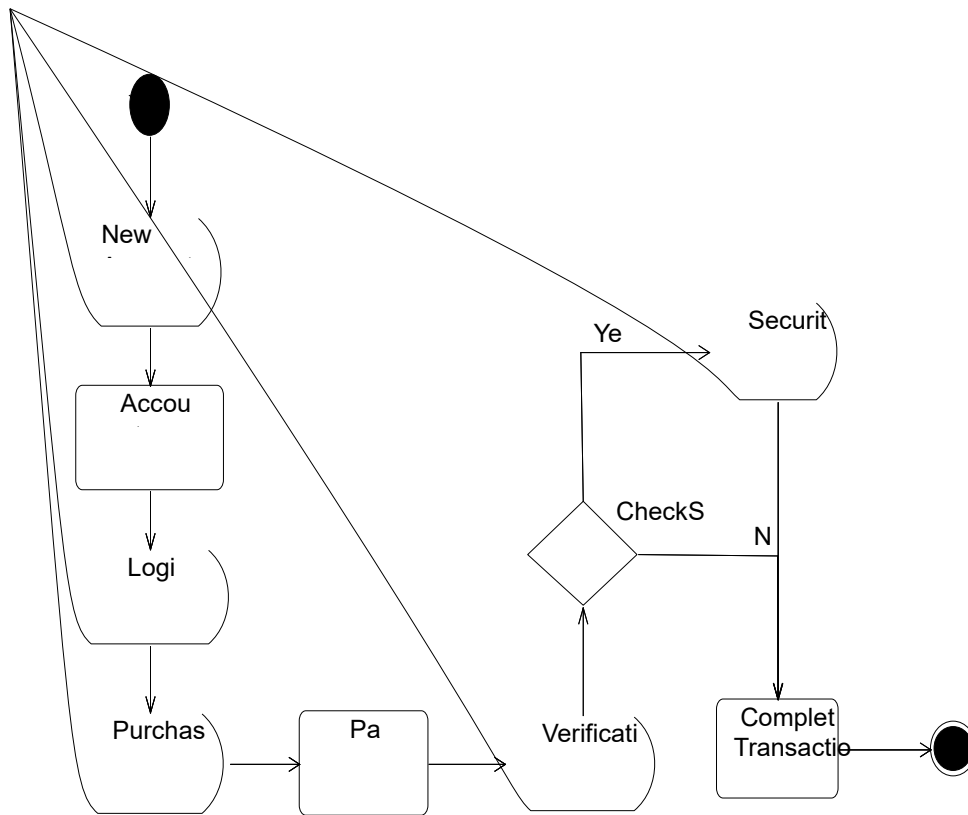 New
Accou
Logi
Purchas
Pa
Verificati
CheckS
Ye
N
Securit
Complet
Transactio